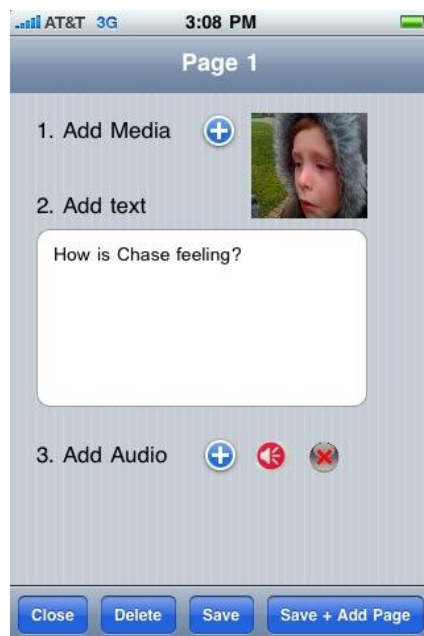 AT&T 3G 3:08 PM
Page 1
1. Add Media
2. Add text
How is Chase feeling?
3. Add Audio
Close Delete Save Save + Add Page